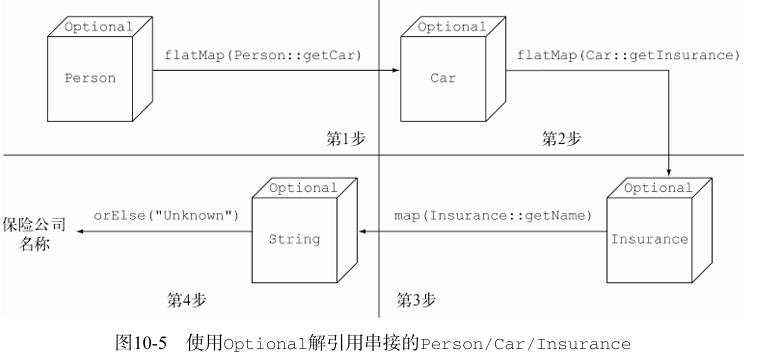 Optional
Person
flatMap(Person::getCar)
Optional
Car
flatMap(Car::getInsurance)
第1步
第2步
Optional
Insurance
map(Insurance::getName)
Optional
String
orElse("Unknown")
保险公司
名称
第3步
第4步
图10-5 使用Optional解引用串接的Person/Car/Insurance